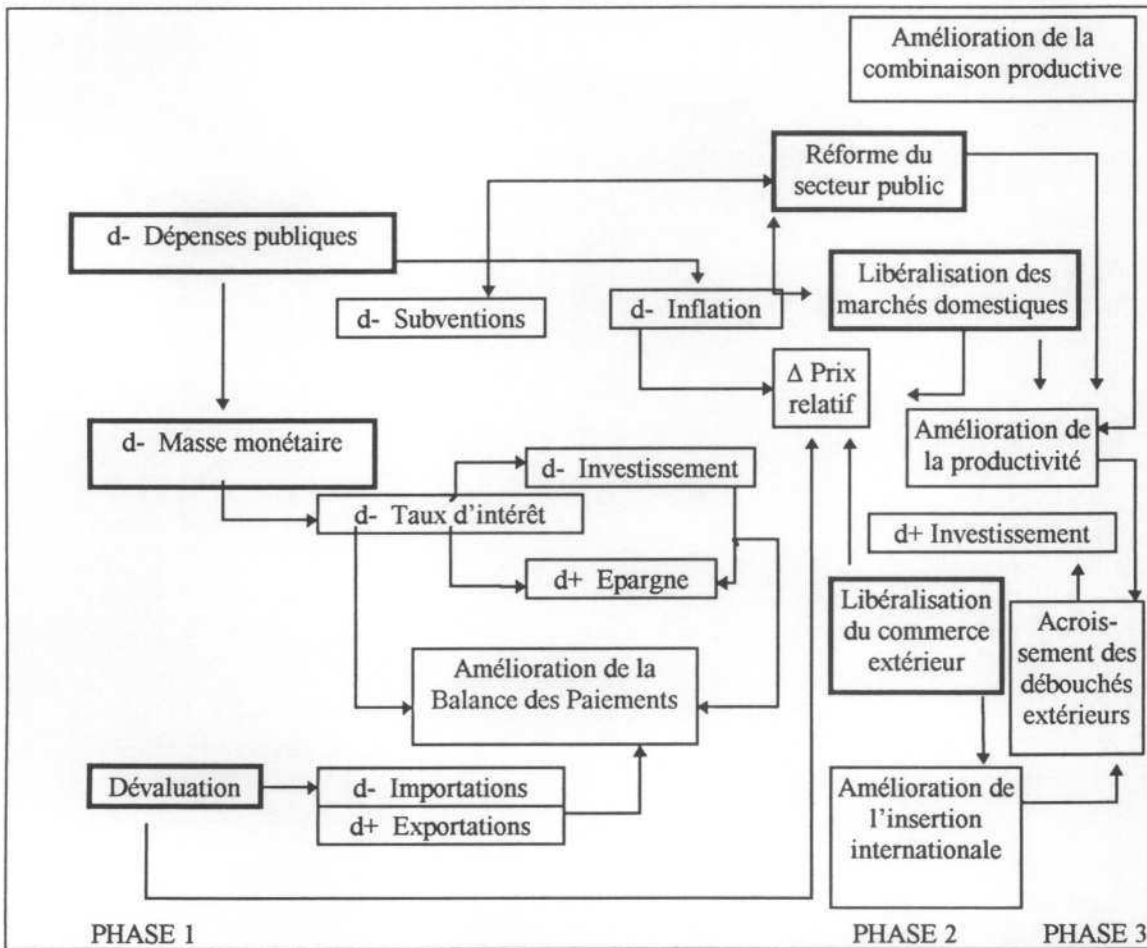 Amélioration de la
combinaison productive
Réforme du
secteur public
d- Dépenses publiques
Libéralisation des
marchés domestiques
d- Subventions
d- Inflation
Δ Prix
relatif
d- Masse monétaire
Amélioration de
la productivité
d- Investissement
d- Taux d'intérêt
d+ Investissement
d+ Epargne
Libéralisation
du commerce
extérieur
Acrois-
sement des
débouchés
extérieurs
Amélioration de la
Balance des Paiements
Dévaluation
d- Importations
d+ Exportations
Amélioration de
l'insertion
internationale
PHASE 1
PHASE 2
PHASE 3